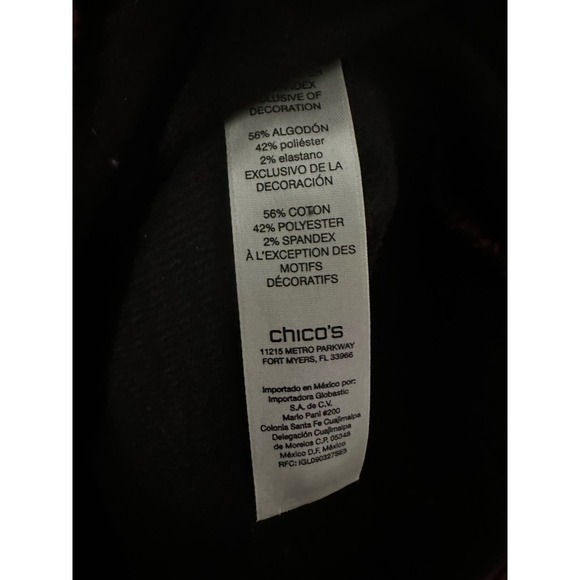 EXCLUSIVE OF
DECORATION
56% ALGODÓN
42% poliéster
2% elastano
EXCLUSIVO DE LA
DECORACIÓN
56% COTON
42% POLYESTER
2% SPANDEX
À L'EXCEPTION DES
MOTIFS
DÉCORATIFS
chico's
11215 METRO PARKWAY
FORT MYERS, FL 33966
Importado en México por:
Importadora Globastic
S.A. de C.V.
Mario Pani #200
Colonia Santa Fe Cuajimalpa
Delegación Cuajimalpa
de Morelos C.P. 05348
México D.F. México
RFC: